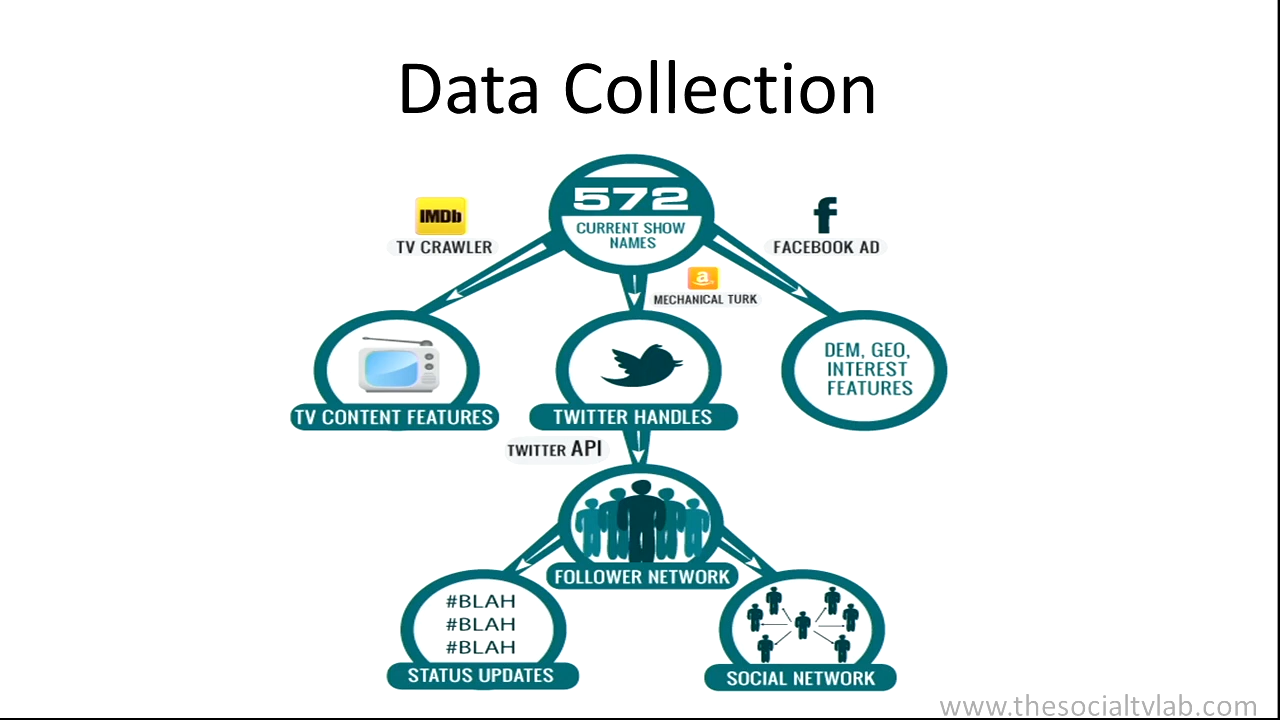 Data Collection
572
CURRENT SHOW
NAMES
IMDb
TV CRAWLER
f
FACEBOOK AD
a
MECHANICAL TURK
DEM, GEO,
INTEREST
FEATURES
TV CONTENT FEATURES
TWITTER HANDLES
TWITTER API
FOLLOWER NETWORK
#BLAH
#BLAH
#BLAH
STATUS UPDATES
SOCIAL NETWORK
www.thesocialtvlab.com